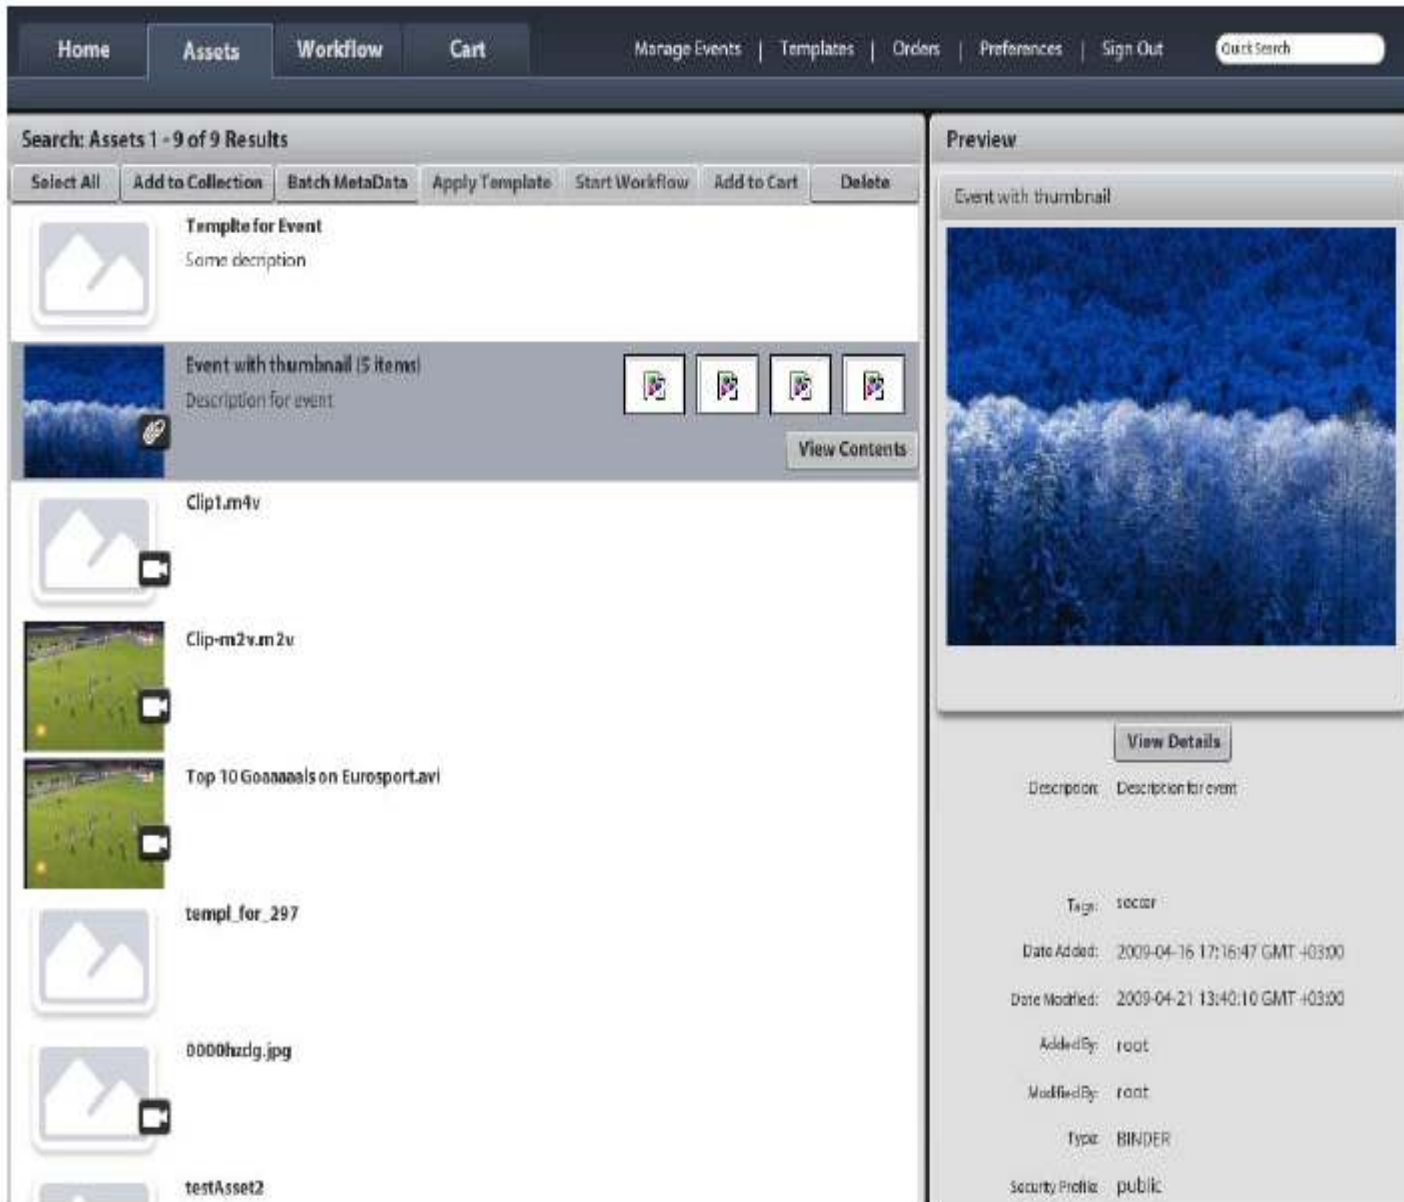 Home Assets Workflow Cart Manage Events | Templates | Orders | Preferences | Sign Out Quick Search
Search: Assets 1 - 9 of 9 Results
Select All Add to Collection Batch MetaData Apply Template Start Workflow Add to Cart Delete
Templte for Event
Some decription
Event with thumbnail (5 items)
Description for event
View Contents
Clip1.m4v
Clip-m2v.m2v
Top 10 Goaaaaals on Eurosport.avi
templ_for_297
0000hzdg.jpg
testAsset2
Preview
Event with thumbnail
View Details
Description: Description for event
Tags: soccer
Date Added: 2009-04-16 17:16:47 GMT +03:00
Date Modified: 2009-04-21 13:40:10 GMT +03:00
Added By: root
Modified By: root
Type: BINDER
Security Profile: public